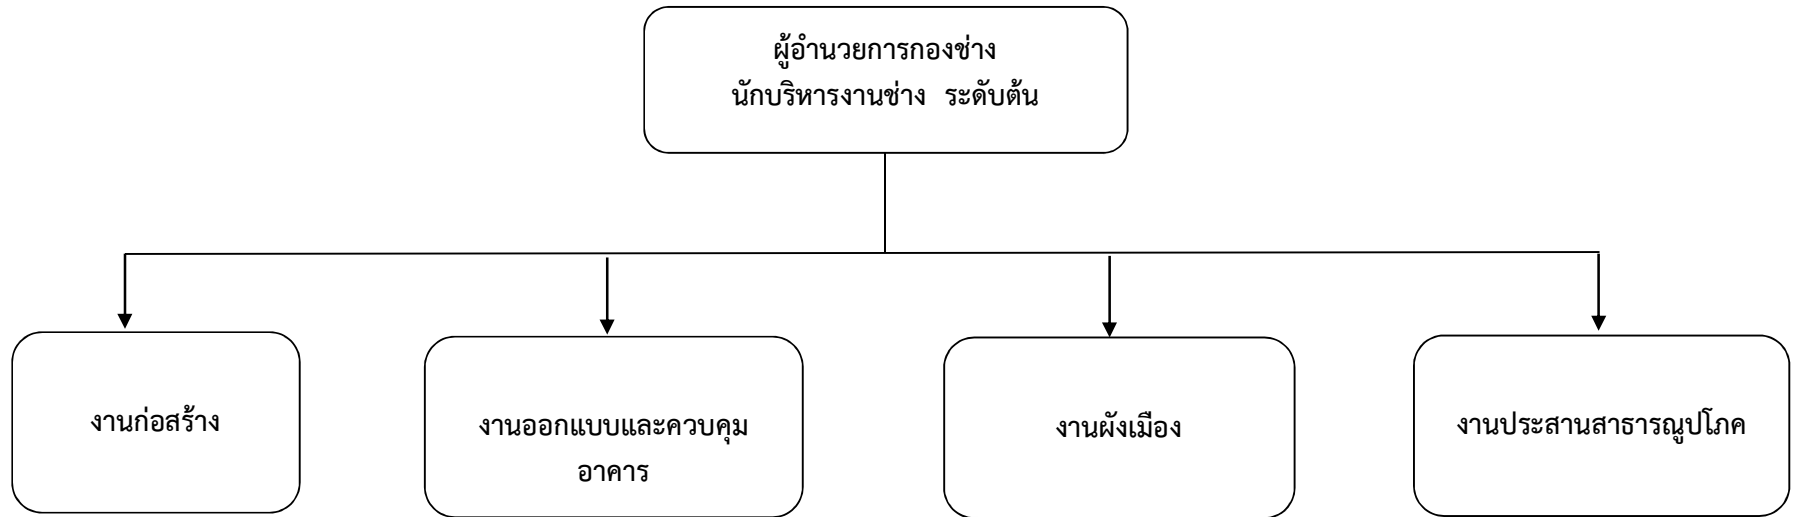 ผู้อำนวยการกองช่าง
นักบริหารงานช่าง ระดับต้น
งานก่อสร้าง
งานออกแบบและควบคุม
อาคาร
งานผังเมือง
งานประสานสาธารณูปโภค